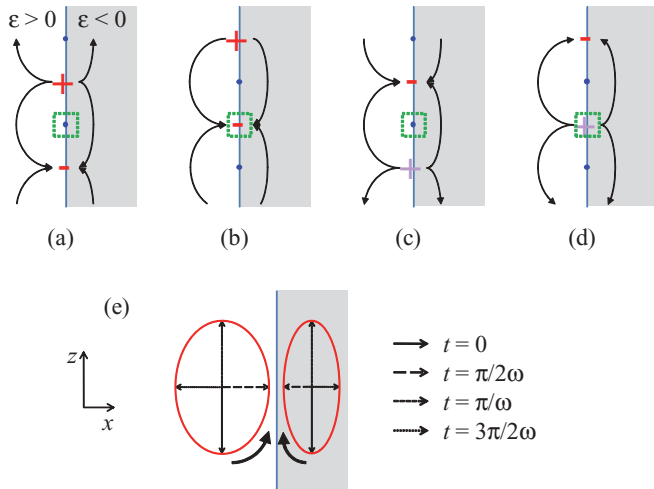 ε > 0 ε < 0
+ + - +
- - + -
(a) (b) (c) (d)
(e)
z
x
t = 0
t = π/2ω
t = π/ω
t = 3π/2ω